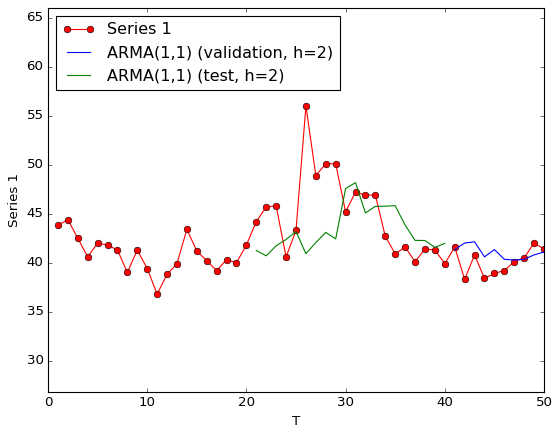 65
60
55
50
45
40
35
30
Series 1
Series 1
ARMA(1,1) (validation, h=2)
ARMA(1,1) (test, h=2)
0
10
20
30
40
50
T